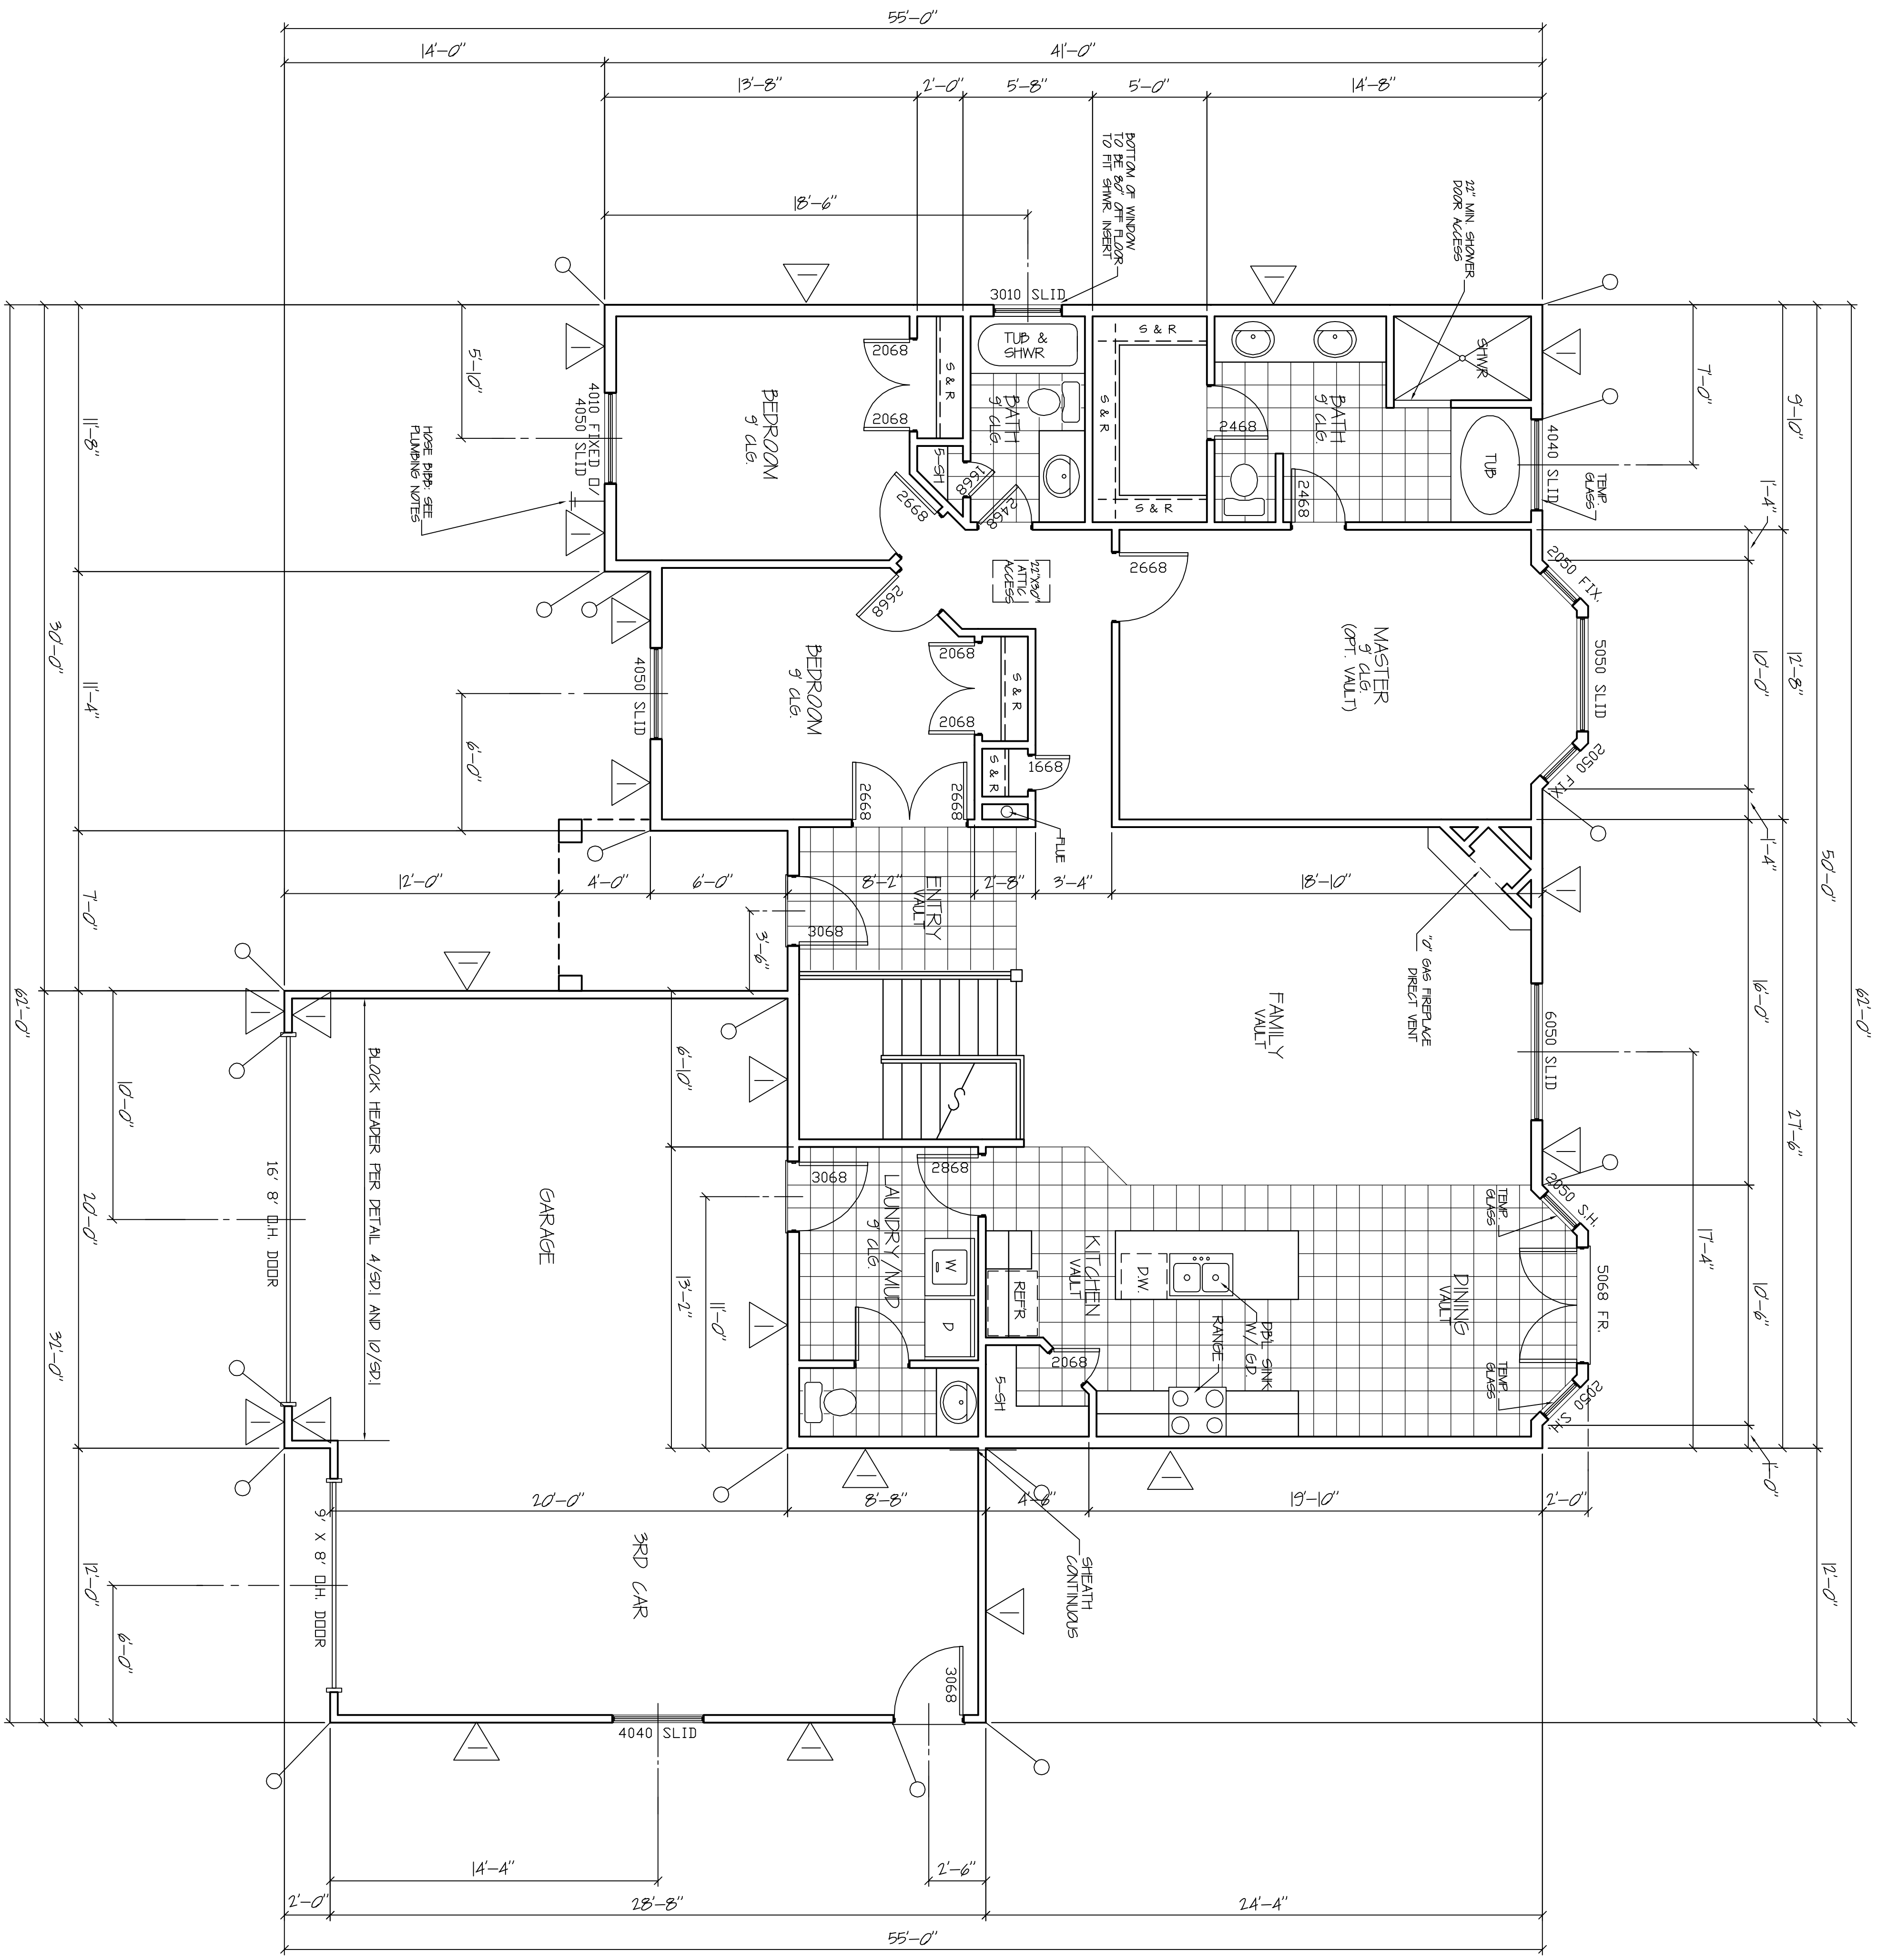 55'-0"
14'-0"
41'-0"
13'-8"
2'-0"
5'-8"
5'-0"
14'-8"
18'-6"
BOTTOM OF WINDOW
TO BE 80" OFF FLOOR
TO FIT SHWR. INSERT
22" MIN. SHOWER
DOOR ACCESS
3010 SLID
TUB &
SHWR
S & R
S & R
S & R
S & R
SHWR
TUB
BATH
9' CLG.
BATH
9' CLG.
2068
2068
2468
2468
5-SH
1668
2468
2668
BEDROOM
9' CLG.
4010 FIXED O/
4050 SLID
HOSE BIBB: SEE
PLUMBING NOTES
5'-10"
11'-8"
4040 SLID
TEMP.
GLASS
7'-0"
9'-10"
1'-4"
22"X30"
ATTIC
ACCESS
2668
2668
2050 FIX.
5050 SLID
2050 FIX.
MASTER
9' CLG.
(OPT. VAULT)
BEDROOM
9' CLG.
2068
2068
S & R
S & R
1668
2668
2668
FLUE
4050 SLID
6'-0"
11'-4"
30'-0"
10'-0"
12'-8"
1'-4"
50'-0"
62'-0"
12'-0"
4'-0"
6'-0"
8'-2"
2'-8"
3'-4"
18'-10"
ENTRY
VAULT
3068
3'-6"
7'-0"
"0" GAS FIREPLACE
DIRECT VENT
FAMILY
VAULT
6050 SLID
16'-0"
27'-6"
17'-4"
62'-0"
6'-10"
BLOCK HEADER PER DETAIL 4/SD.1 AND 10/SD.1
10'-0"
20'-0"
32'-0"
16' 8' O.H. DOOR
GARAGE
13'-2"
11'-0"
3068
2868
LAUNDRY/MUD
9' CLG.
W
D
REF'R
KITCHEN
VAULT
D.W.
DB'L SINK
W/ G.D.
RANGE
2068
5-SH
DINING
VAULT
TEMP.
GLASS
2050 S.H.
5068 FR.
TEMP.
GLASS
2050 S.H.
10'-6"
1'-0"
20'-0"
8'-8"
4'-6"
19'-10"
2'-0"
SHEATH
CONTINUOUS
9' X 8' O.H. DOOR
3RD CAR
3068
4040 SLID
12'-0"
6'-0"
12'-0"
14'-4"
2'-6"
2'-0"
28'-8"
24'-4"
55'-0"